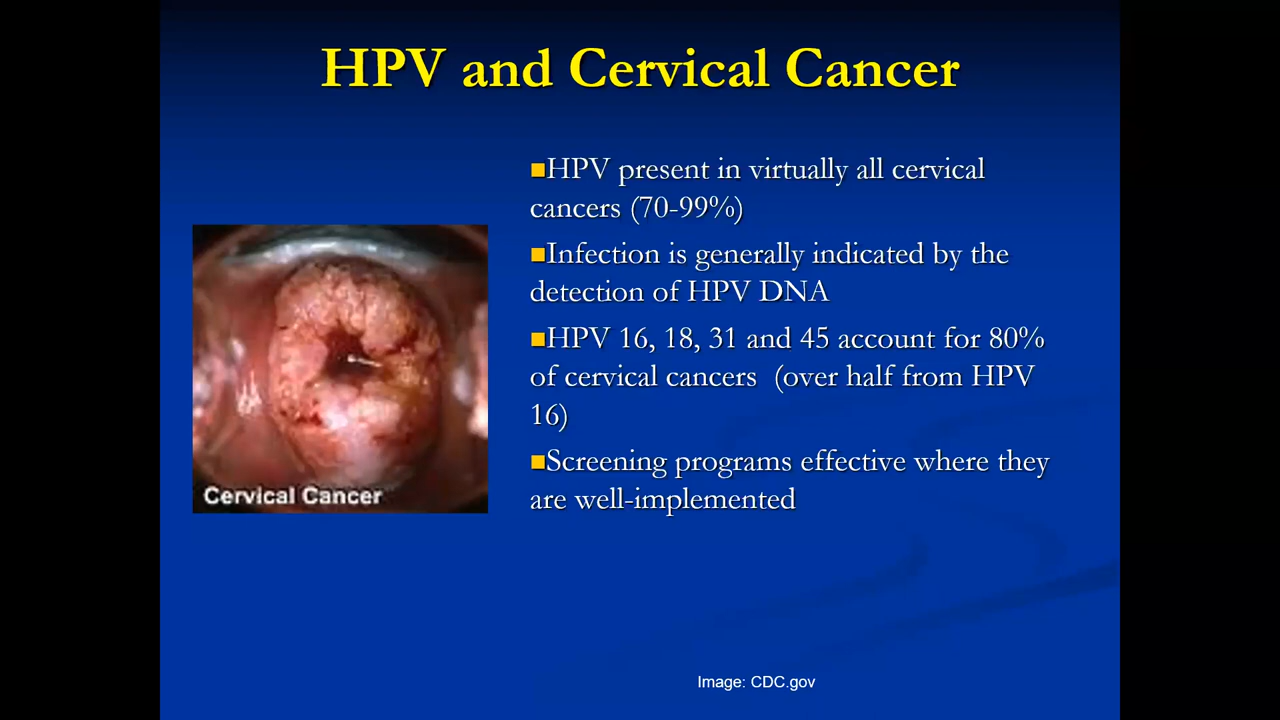 HPV and Cervical Cancer
■HPV present in virtually all cervical
cancers (70-99%)
■Infection is generally indicated by the
detection of HPV DNA
■HPV 16, 18, 31 and 45 account for 80%
of cervical cancers  (over half from HPV
16)
■Screening programs effective where they
are well-implemented
Cervical Cancer
Image: CDC.gov